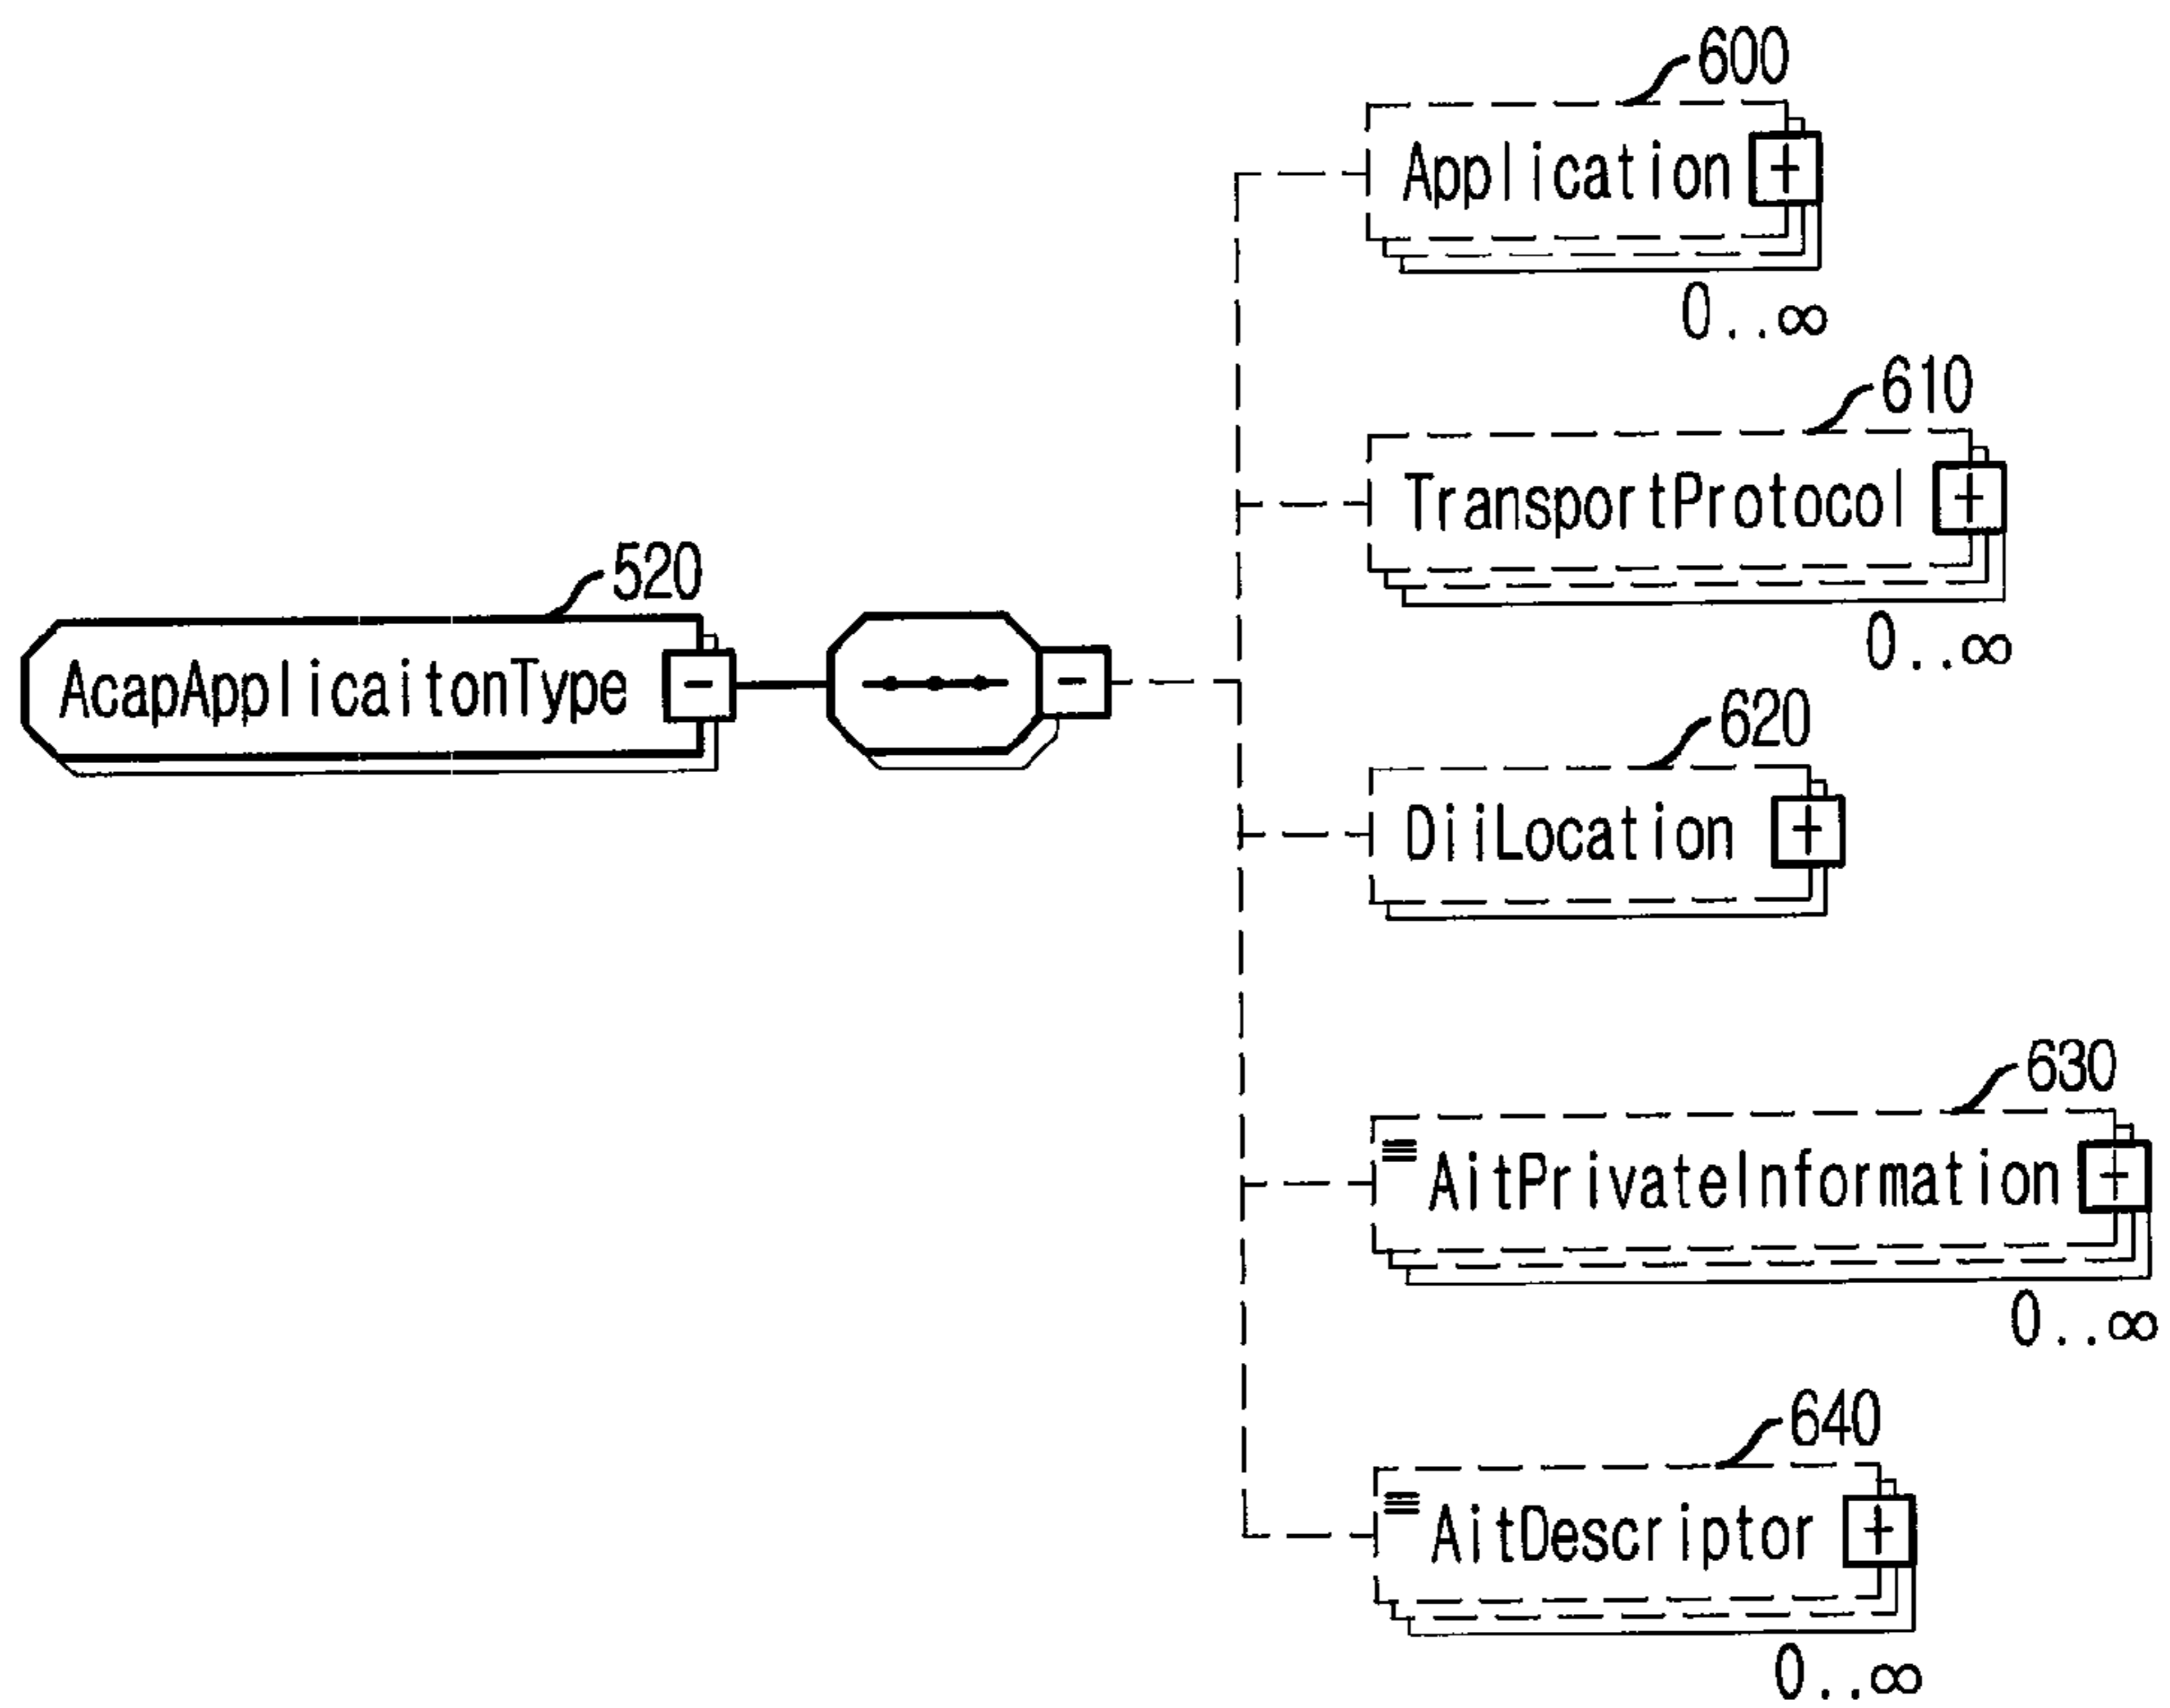 600
Application
0..∞
610
TransportProtocol
0..∞
520
AcapApplicaitonType
620
DiiLocation
630
AitPrivateInformation
0..∞
640
AitDescriptor
0..∞